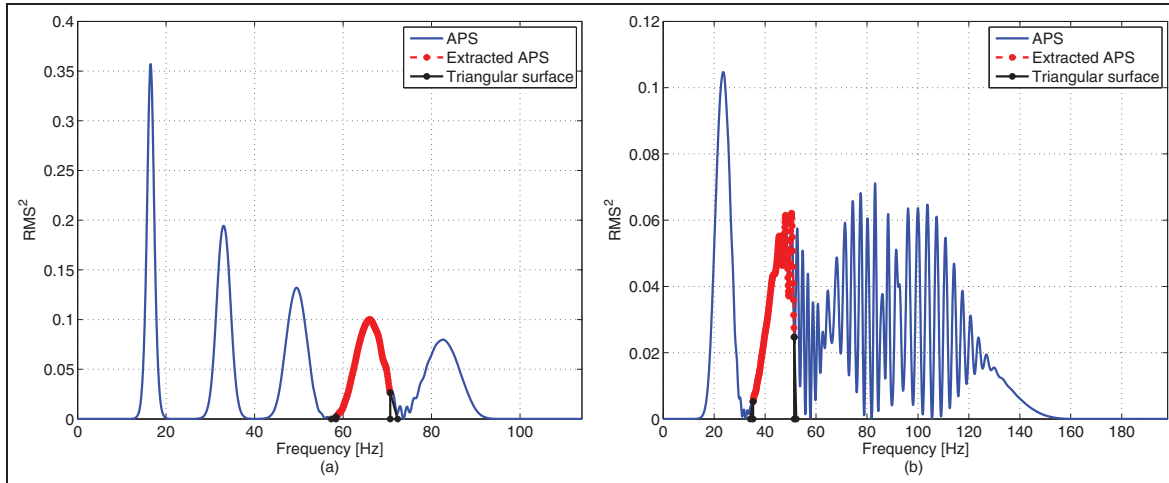 0.4
0.35
0.3
0.25
0.2
0.15
0.1
0.05
0
RMS²
0 20 40 60 80 100
Frequency [Hz]
(a)
APS
Extracted APS
Triangular surface
0.12
0.1
0.08
0.06
0.04
0.02
0
RMS²
0 20 40 60 80 100 120 140 160 180
Frequency [Hz]
(b)
APS
Extracted APS
Triangular surface